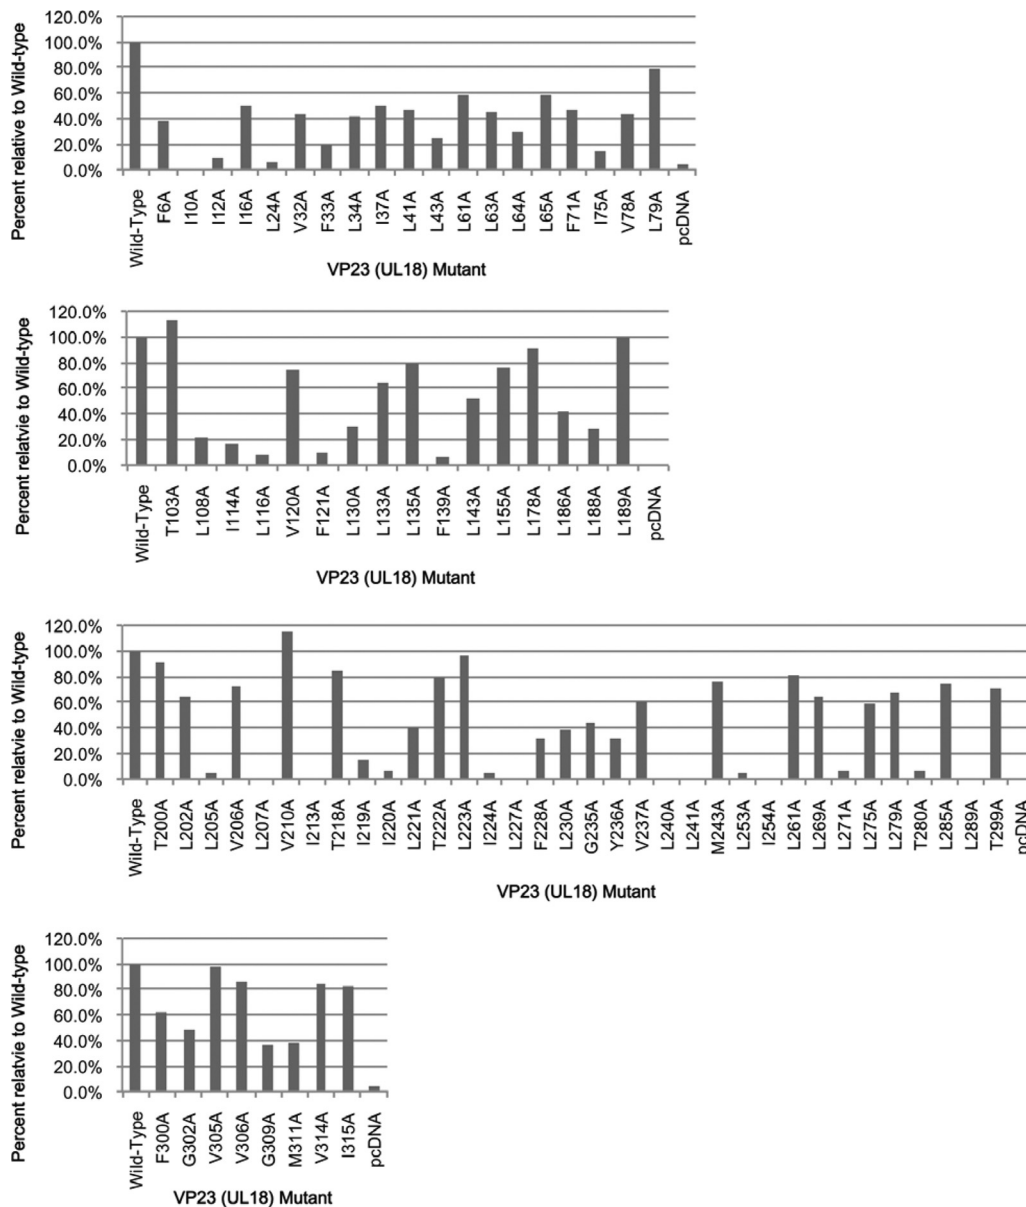 Percent relative to Wild-type
120.0%
100.0%
80.0%
60.0%
40.0%
20.0%
0.0%
Wild-Type
F6A
I10A
I12A
I16A
L24A
V32A
F33A
L34A
I37A
L41A
L43A
L61A
L63A
L64A
L65A
F71A
I75A
V78A
L79A
pcDNA
VP23 (UL18) Mutant
Percent relatvie to Wild-type
120.0%
100.0%
80.0%
60.0%
40.0%
20.0%
0.0%
Wild-Type
T103A
L108A
I114A
L116A
V120A
F121A
L130A
L133A
L135A
F139A
L143A
L155A
L178A
L186A
L188A
L189A
pcDNA
VP23 (UL18) Mutant
Percent relatvie to Wild-type
120.0%
100.0%
80.0%
60.0%
40.0%
20.0%
0.0%
Wild-Type
T200A
L202A
L205A
V206A
L207A
V210A
I213A
T218A
I219A
I220A
L221A
T222A
L223A
I224A
L227A
F228A
L230A
G235A
Y236A
V237A
L240A
L241A
M243A
L253A
I254A
L261A
L269A
L271A
L275A
L279A
T280A
L285A
L289A
T299A
pcDNA
VP23 (UL18) Mutant
Percent relatvie to Wild-type
120.0%
100.0%
80.0%
60.0%
40.0%
20.0%
0.0%
Wild-Type
F300A
G302A
V305A
V306A
G309A
M311A
V314A
I315A
pcDNA
VP23 (UL18) Mutant